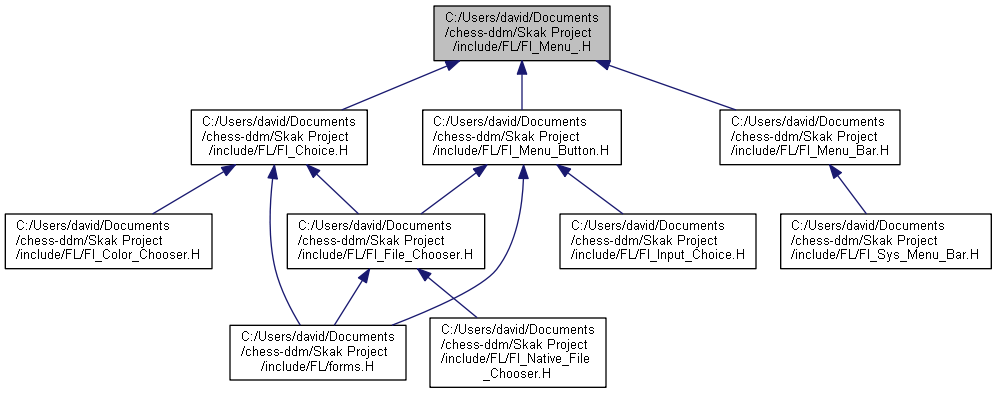 C:/Users/david/Documents
/chess-ddm/Skak Project
/include/FL/Fl_Menu_.H
C:/Users/david/Documents
/chess-ddm/Skak Project
/include/FL/Fl_Choice.H
C:/Users/david/Documents
/chess-ddm/Skak Project
/include/FL/Fl_Menu_Button.H
C:/Users/david/Documents
/chess-ddm/Skak Project
/include/FL/Fl_Menu_Bar.H
C:/Users/david/Documents
/chess-ddm/Skak Project
/include/FL/Fl_Color_Chooser.H
C:/Users/david/Documents
/chess-ddm/Skak Project
/include/FL/Fl_File_Chooser.H
C:/Users/david/Documents
/chess-ddm/Skak Project
/include/FL/Fl_Input_Choice.H
C:/Users/david/Documents
/chess-ddm/Skak Project
/include/FL/Fl_Sys_Menu_Bar.H
C:/Users/david/Documents
/chess-ddm/Skak Project
/include/FL/forms.H
C:/Users/david/Documents
/chess-ddm/Skak Project
/include/FL/Fl_Native_File
_Chooser.H